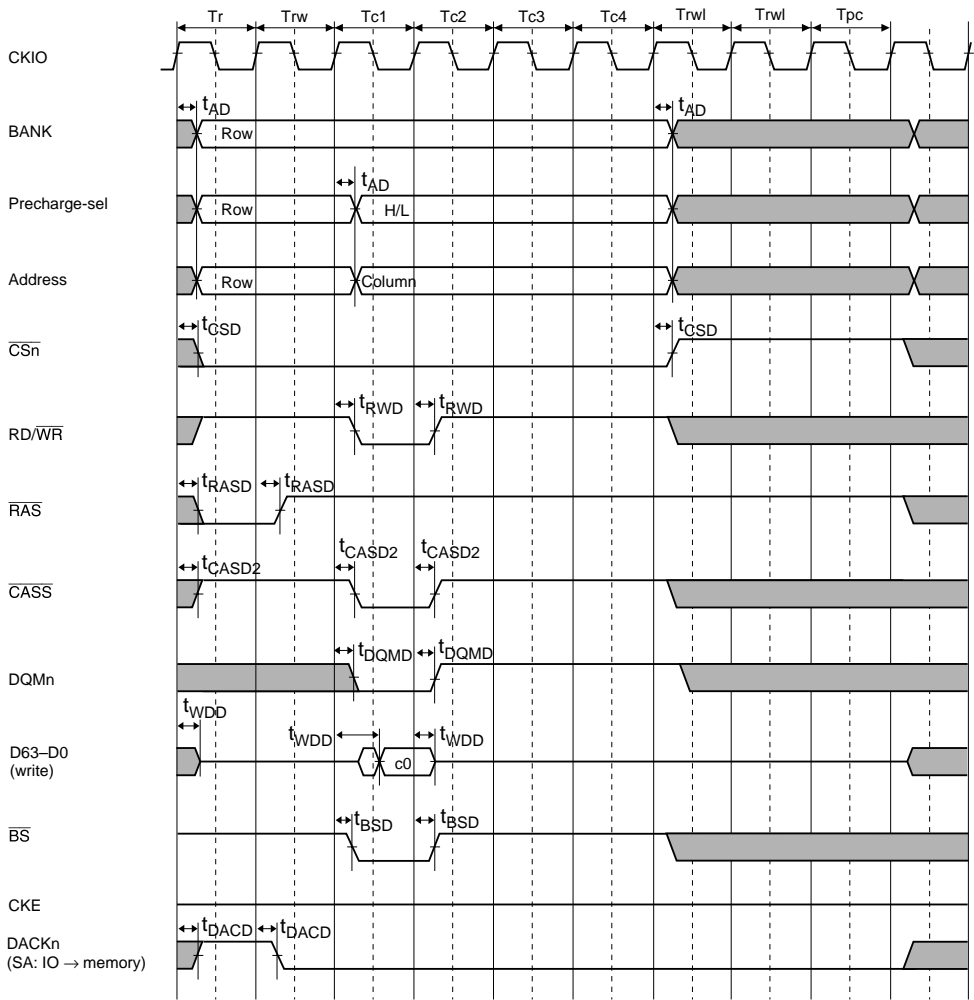 Tr Trw Tc1 Tc2 Tc3 Tc4 Trwl Trwl Tpc
CKIO
tAD tAD
BANK Row
tAD
Precharge-sel Row H/L
Address Row Column
tCSD tCSD
CSn
tRWD tRWD
RD/WR
tRASD tRASD
RAS
tCASD2 tCASD2 tCASD2
CASS
tDQMD tDQMD
DQMn
tWDD
tWDD tWDD
D63–D0
(write) c0
tBSD tBSD
BS
CKE
tDACD tDACD
DACKn
(SA: IO → memory)